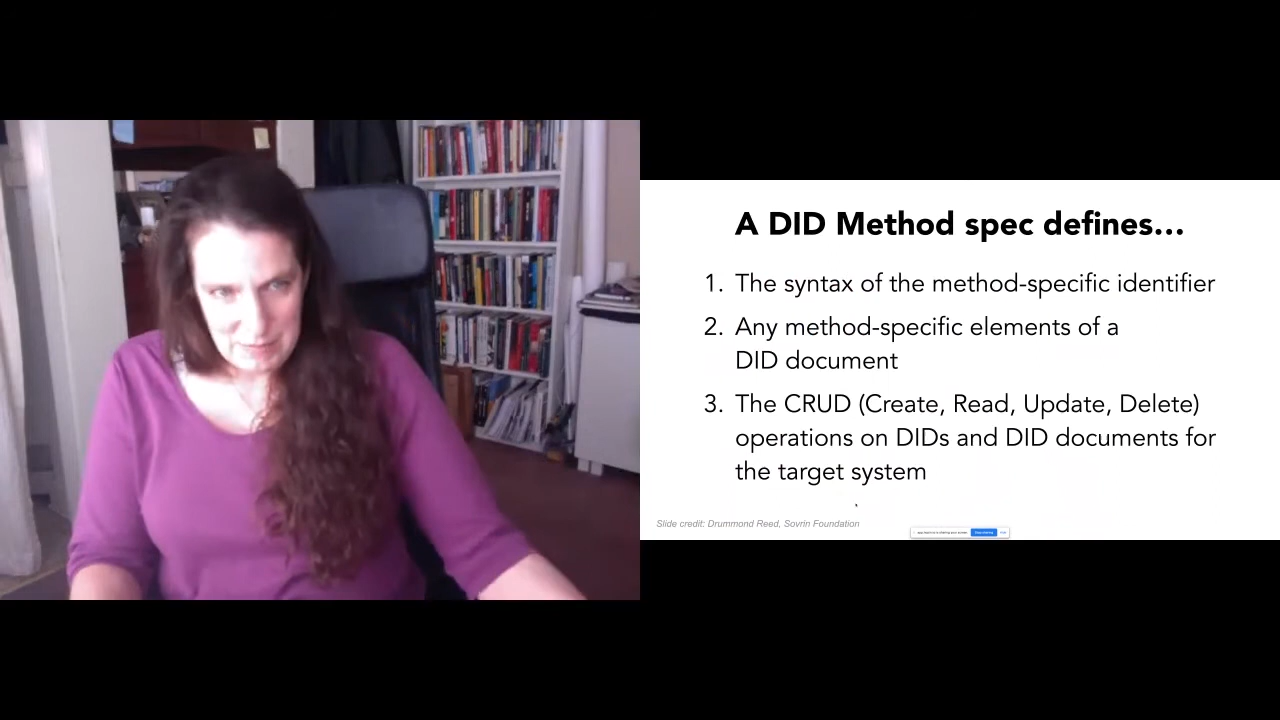 A DID Method spec defines...
1. The syntax of the method-specific identifier
2. Any method-specific elements of a
DID document
3. The CRUD (Create, Read, Update, Delete)
operations on DIDs and DID documents for
the target system
Slide credit: Drummond Reed, Sovrin Foundation